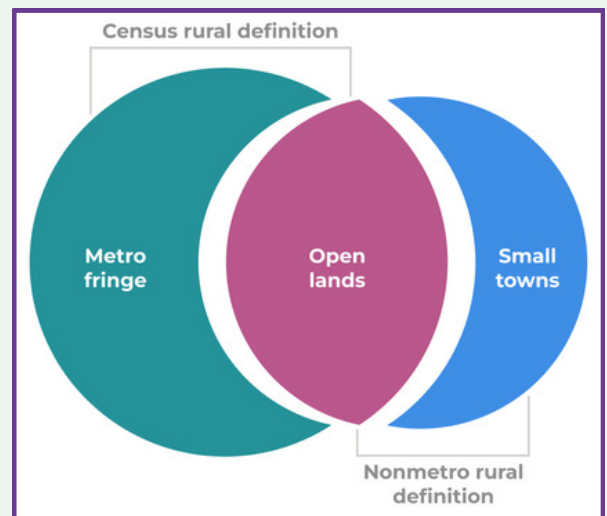 Census rural definition
Metro
fringe
Open
lands
Small
towns
Nonmetro rural
definition